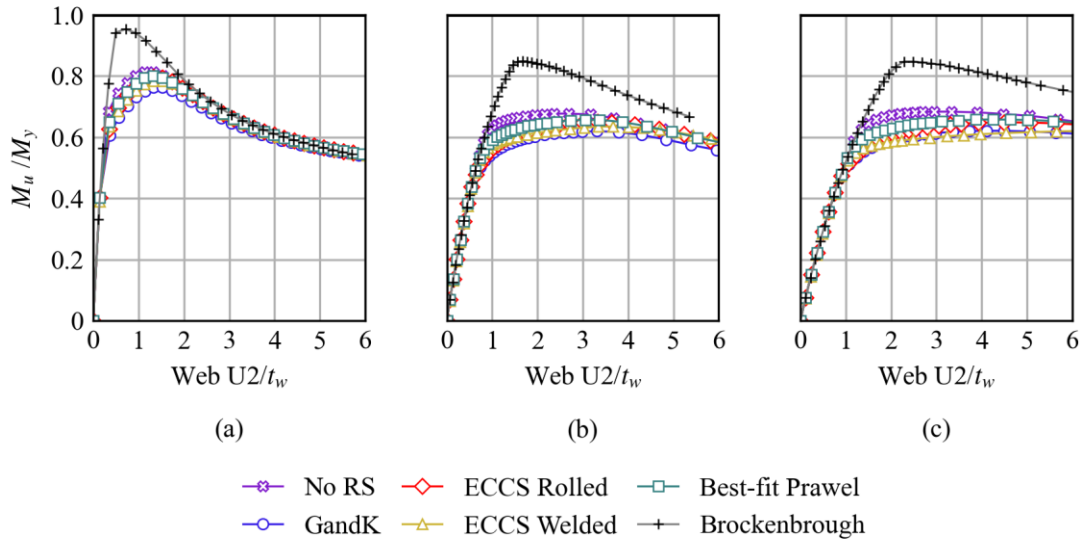 1.0
0.8
0.6
0.4
0.2
0
M_u/M_y
0 1 2 3 4 5 6
0 1 2 3 4 5 6
0 1 2 3 4 5 6
Web U2/t_w
Web U2/t_w
Web U2/t_w
(a)
(b)
(c)
No RS
ECCS Rolled
Best-fit Prawel
GandK
ECCS Welded
Brockenbrough